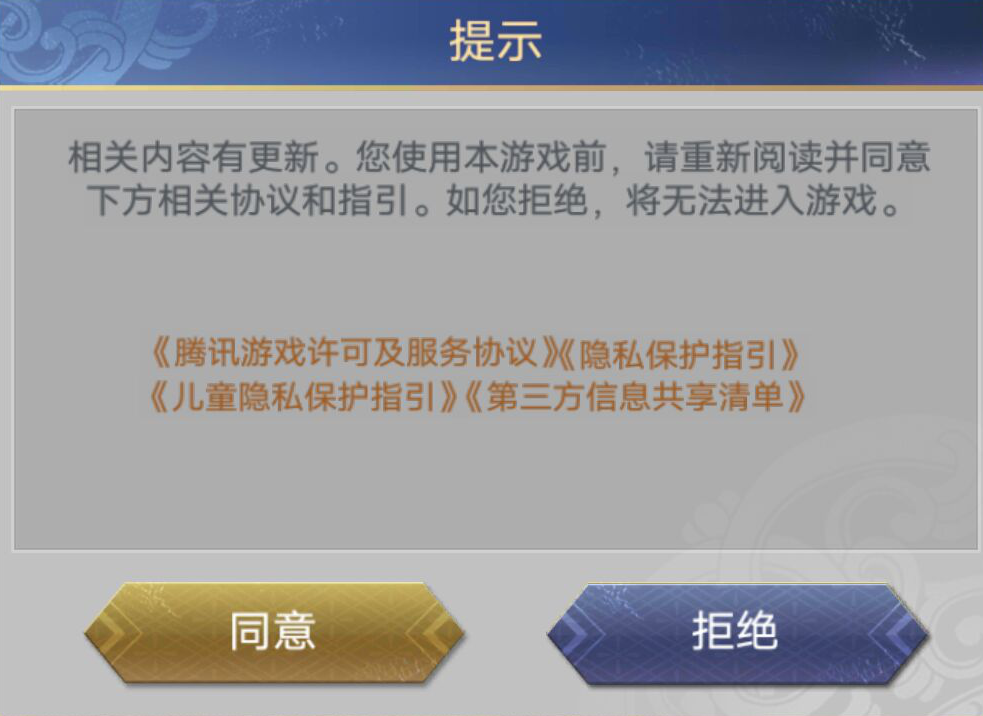 提示
相关内容有更新。您使用本游戏前，请重新阅读并同意
下方相关协议和指引。如您拒绝，将无法进入游戏。
《腾讯游戏许可及服务协议》《隐私保护指引》
《儿童隐私保护指引》《第三方信息共享清单》
同意
拒绝